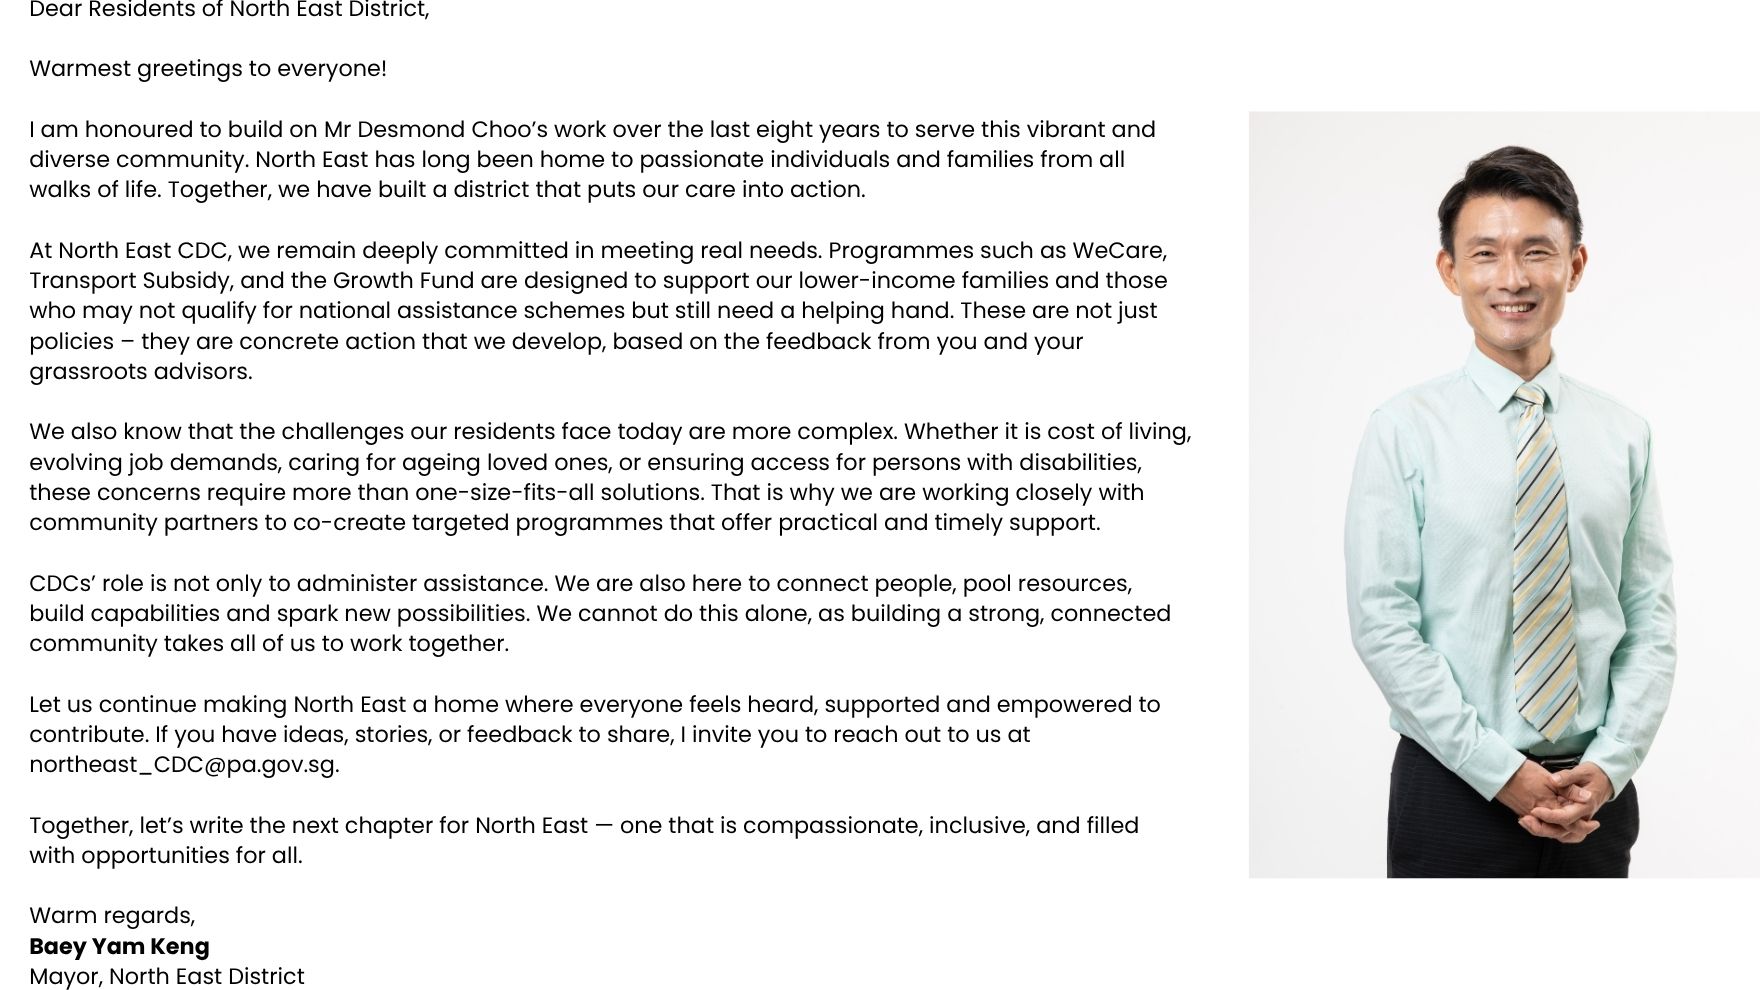 Dear Residents of North East District,
Warmest greetings to everyone!
I am honoured to build on Mr Desmond Choo’s work over the last eight years to serve this vibrant and
diverse community. North East has long been home to passionate individuals and families from all
walks of life. Together, we have built a district that puts our care into action.
At North East CDC, we remain deeply committed in meeting real needs. Programmes such as WeCare,
Transport Subsidy, and the Growth Fund are designed to support our lower-income families and those
who may not qualify for national assistance schemes but still need a helping hand. These are not just
policies – they are concrete action that we develop, based on the feedback from you and your
grassroots advisors.
We also know that the challenges our residents face today are more complex. Whether it is cost of living,
evolving job demands, caring for ageing loved ones, or ensuring access for persons with disabilities,
these concerns require more than one-size-fits-all solutions. That is why we are working closely with
community partners to co-create targeted programmes that offer practical and timely support.
CDCs’ role is not only to administer assistance. We are also here to connect people, pool resources,
build capabilities and spark new possibilities. We cannot do this alone, as building a strong, connected
community takes all of us to work together.
Let us continue making North East a home where everyone feels heard, supported and empowered to
contribute. If you have ideas, stories, or feedback to share, I invite you to reach out to us at
northeast_CDC@pa.gov.sg.
Together, let’s write the next chapter for North East — one that is compassionate, inclusive, and filled
with opportunities for all.
Warm regards,
Baey Yam Keng
Mayor, North East District